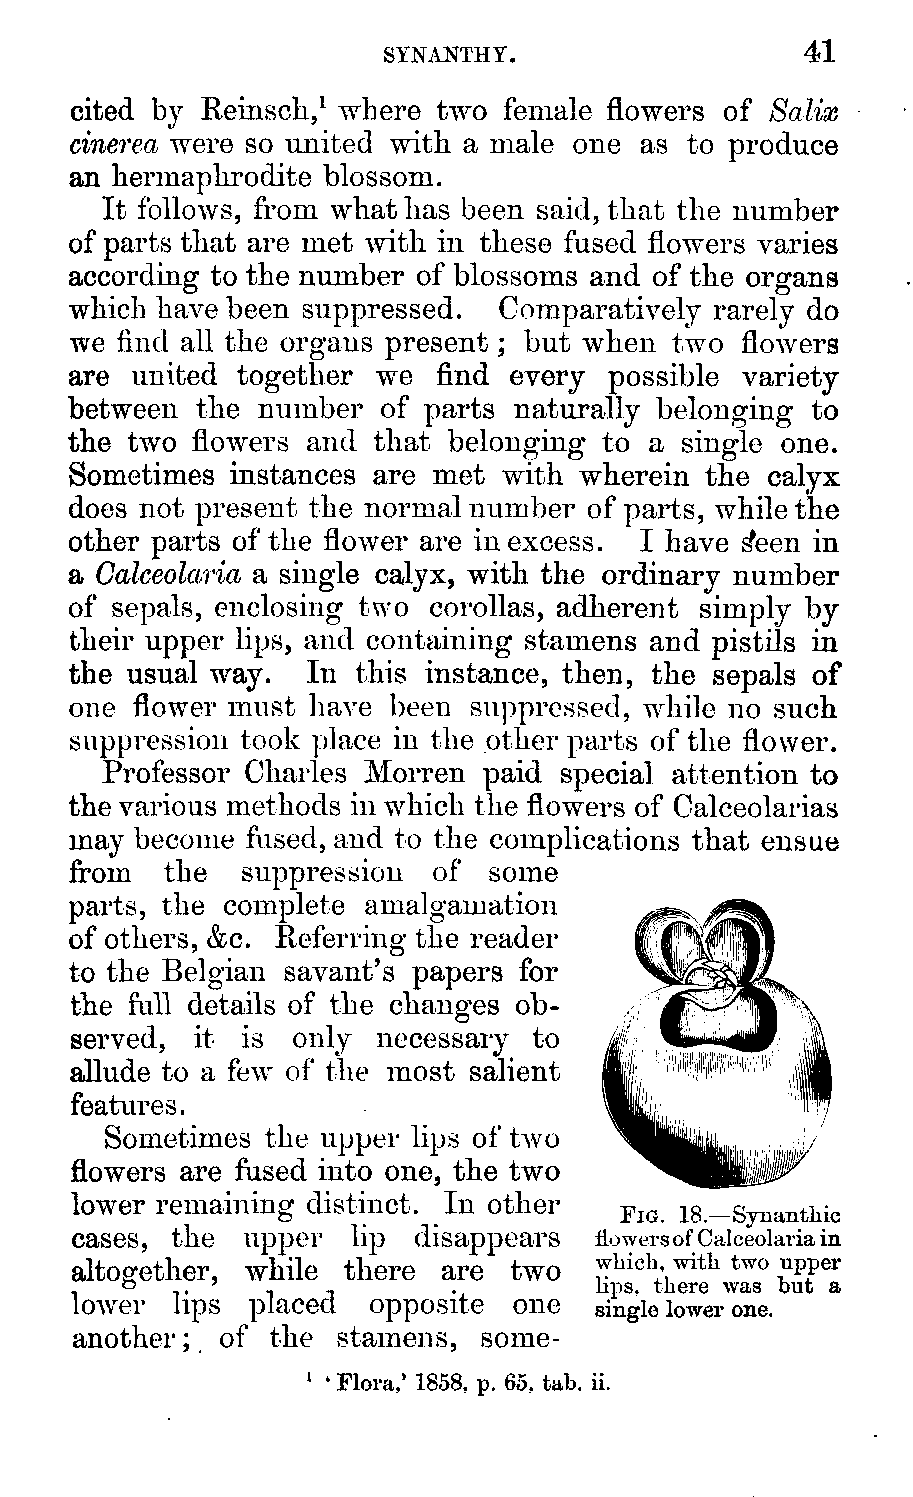 SYNANTHY. 41
cited by Reinsch,¹ where two female flowers of Salix
cinerea were so united with a male one as to produce
an hermaphrodite blossom.
It follows, from what has been said, that the number
of parts that are met with in these fused flowers varies
according to the number of blossoms and of the organs
which have been suppressed. Comparatively rarely do
we find all the organs present; but when two flowers
are united together we find every possible variety
between the number of parts naturally belonging to
the two flowers and that belonging to a single one.
Sometimes instances are met with wherein the calyx
does not present the normal number of parts, while the
other parts of the flower are in excess. I have seen in
a Calceolaria a single calyx, with the ordinary number
of sepals, enclosing two corollas, adherent simply by
their upper lips, and containing stamens and pistils in
the usual way. In this instance, then, the sepals of
one flower must have been suppressed, while no such
suppression took place in the other parts of the flower.
Professor Charles Morren paid special attention to
the various methods in which the flowers of Calceolarias
may become fused, and to the complications that ensue
from the suppression of some
parts, the complete amalgamation
of others, &c. Referring the reader
to the Belgian savant's papers for
the full details of the changes ob-
served, it is only necessary to
allude to a few of the most salient
features.
Sometimes the upper lips of two
flowers are fused into one, the two
lower remaining distinct. In other
cases, the upper lip disappears
altogether, while there are two
lower lips placed opposite one
another; of the stamens, some-
FIG. 18.—Synanthic
flowers of Calceolaria in
which, with two upper
lips, there was but a
single lower one.
¹ 'Flora,' 1858, p. 65, tab. ii.